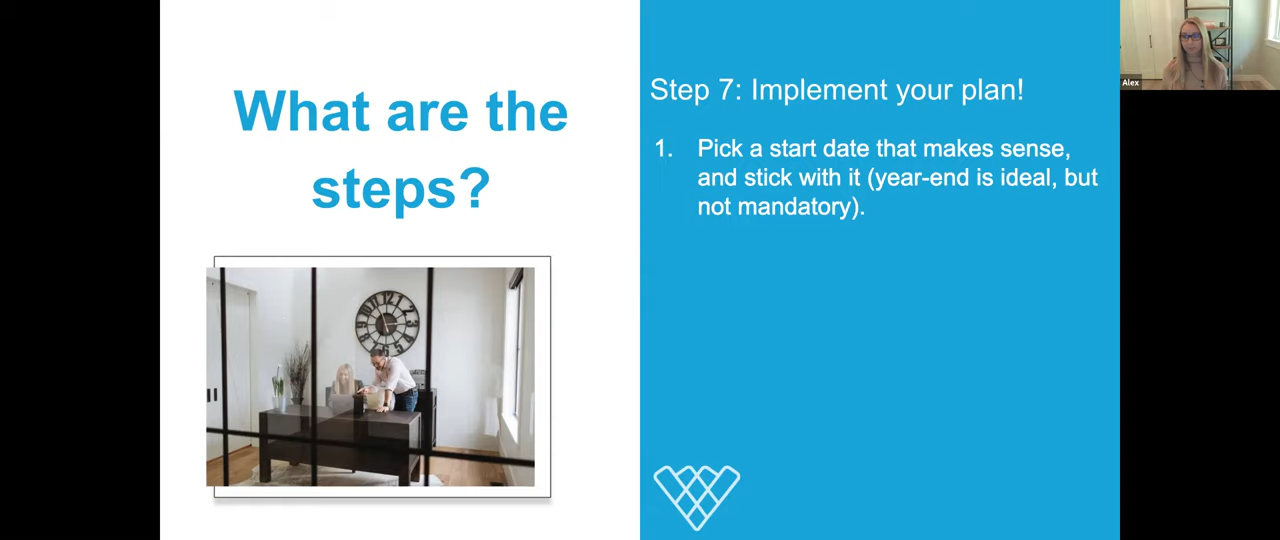 What are the
steps?
Step 7: Implement your plan!
1. Pick a start date that makes sense,
and stick with it (year-end is ideal, but
not mandatory).
Alex